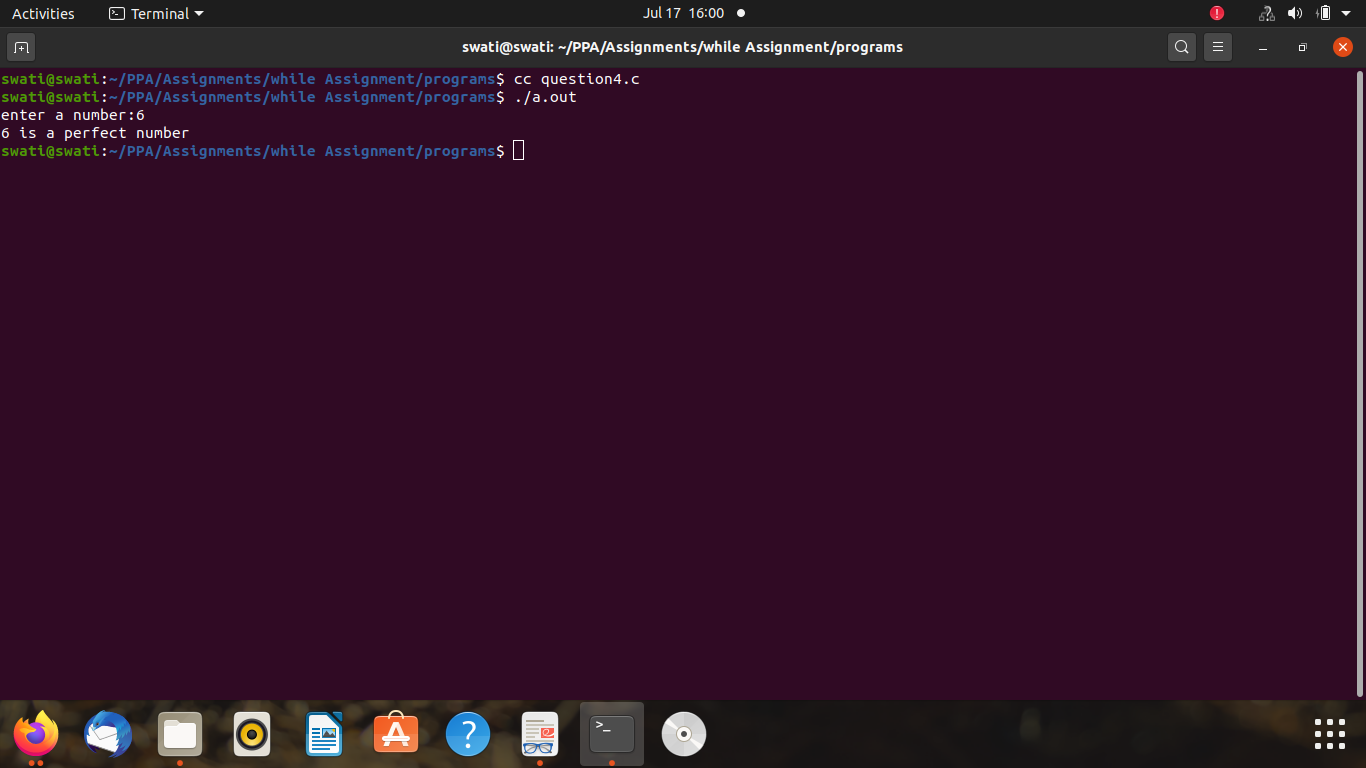 Activities Terminal Jul 17 16:00
swati@swati: ~/PPA/Assignments/while Assignment/programs
swati@swati:~/PPA/Assignments/while Assignment/programs$ cc question4.c
swati@swati:~/PPA/Assignments/while Assignment/programs$ ./a.out
enter a number:6
6 is a perfect number
swati@swati:~/PPA/Assignments/while Assignment/programs$